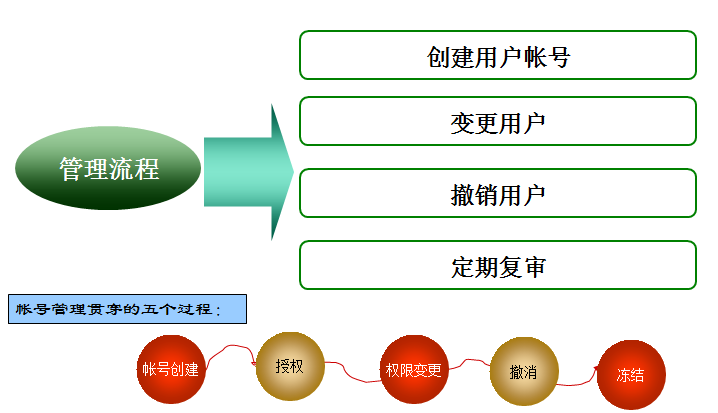 创建用户帐号
变更用户
管理流程
撤销用户
定期复审
帐号管理贯穿的五个过程：
帐号创建
授权
权限变更
撤消
冻结